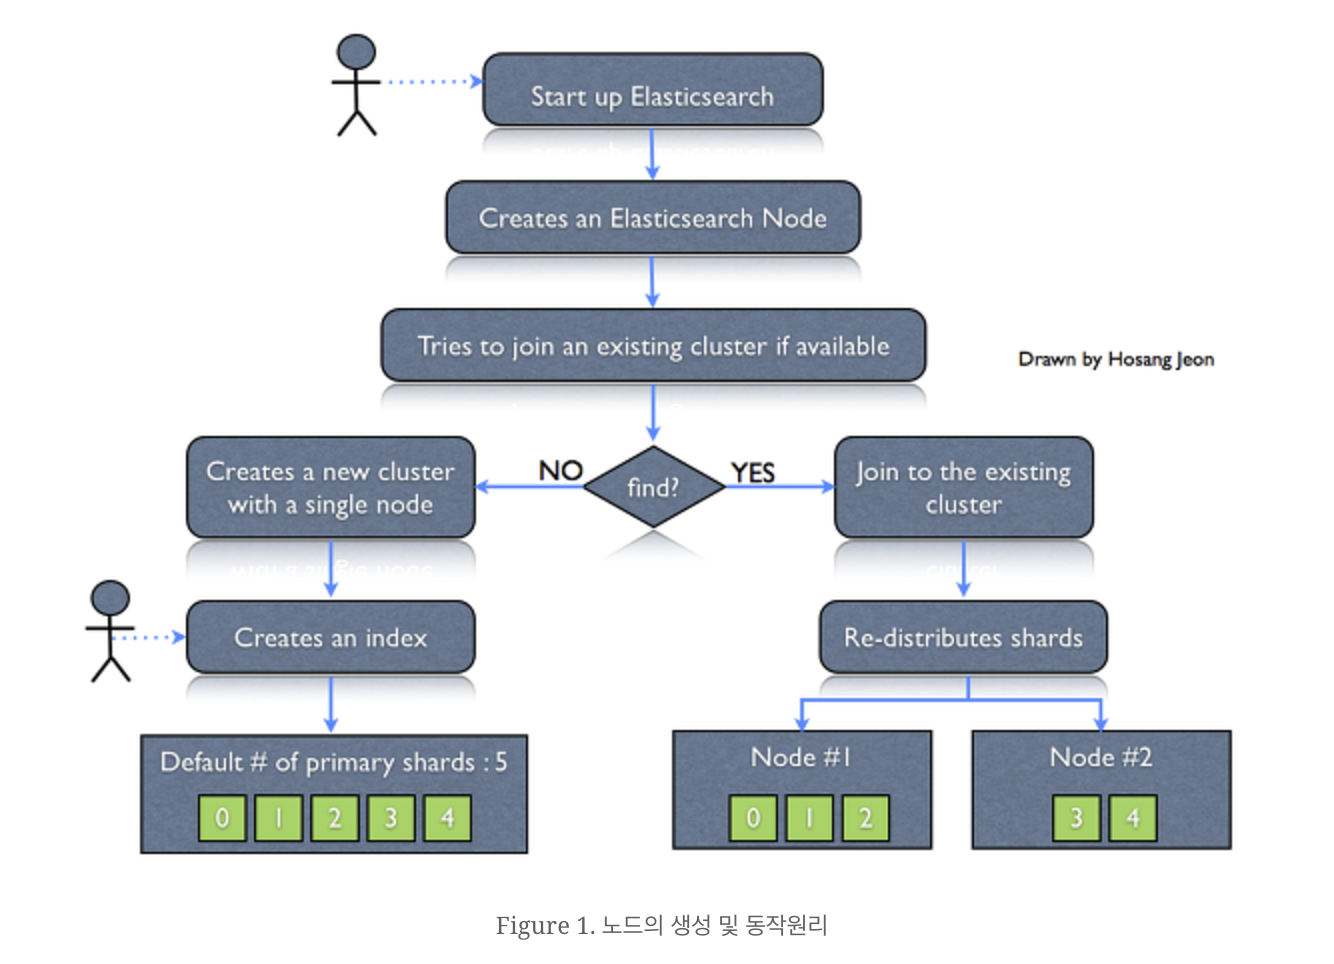 Start up Elasticsearch
Creates an Elasticsearch Node
Tries to join an existing cluster if available
Drawn by Hosang Jeon
Creates a new cluster
with a single node
NO
find?
YES
Join to the existing
cluster
Creates an index
Re-distributes shards
Default # of primary shards : 5
0 1 2 3 4
Node #1
0 1 2
Node #2
3 4
Figure 1. 노드의 생성 및 동작원리